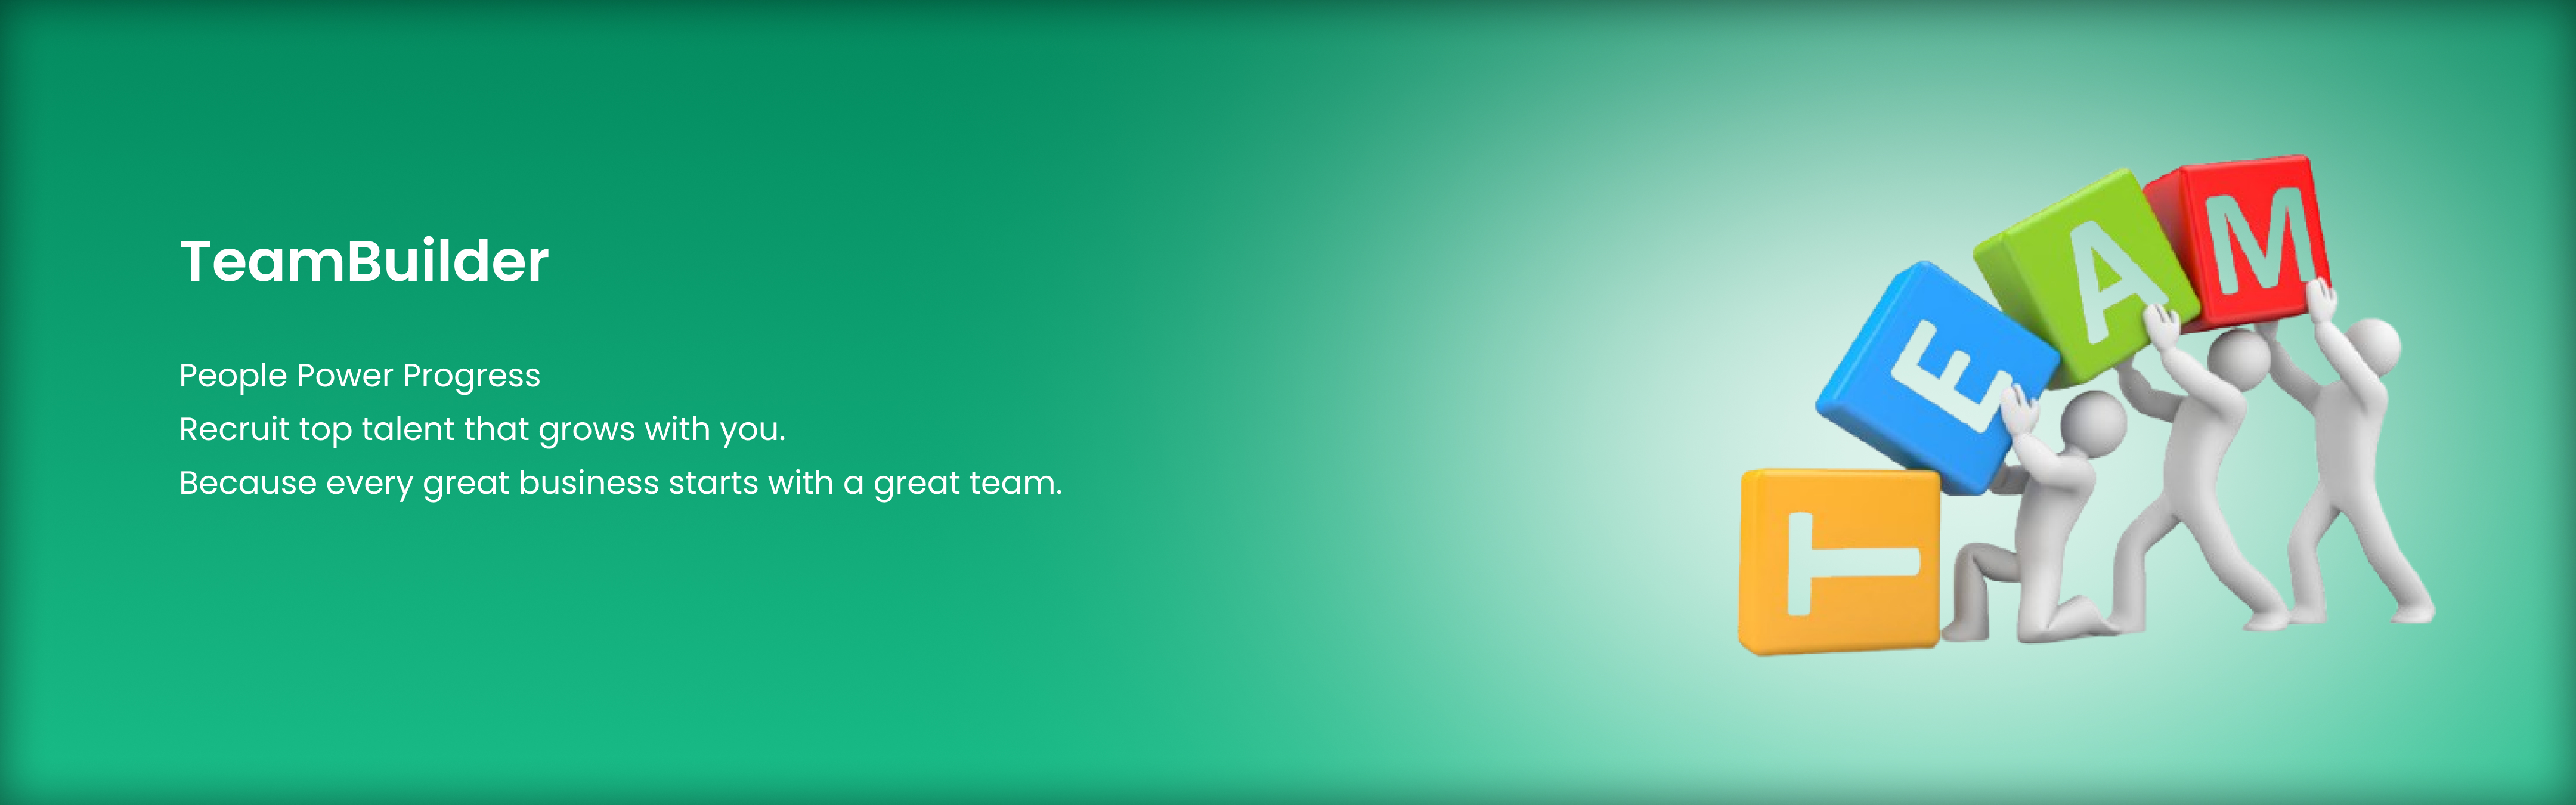 TeamBuilder
People Power Progress
Recruit top talent that grows with you.
Because every great business starts with a great team.
T E A M